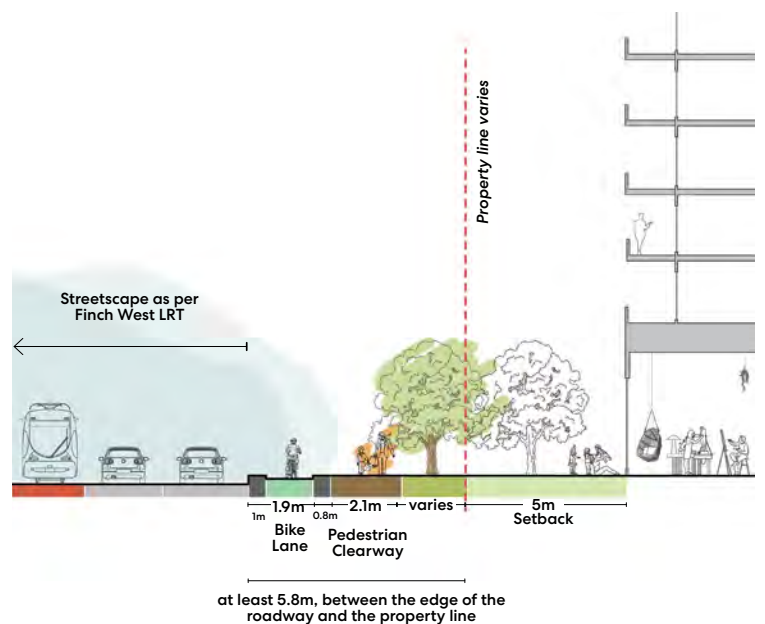 Property line varies
Streetscape as per
Finch West LRT
1m
1.9m
Bike
Lane
0.8m
2.1m
Pedestrian
Clearway
varies
5m
Setback
at least 5.8m, between the edge of the
roadway and the property line